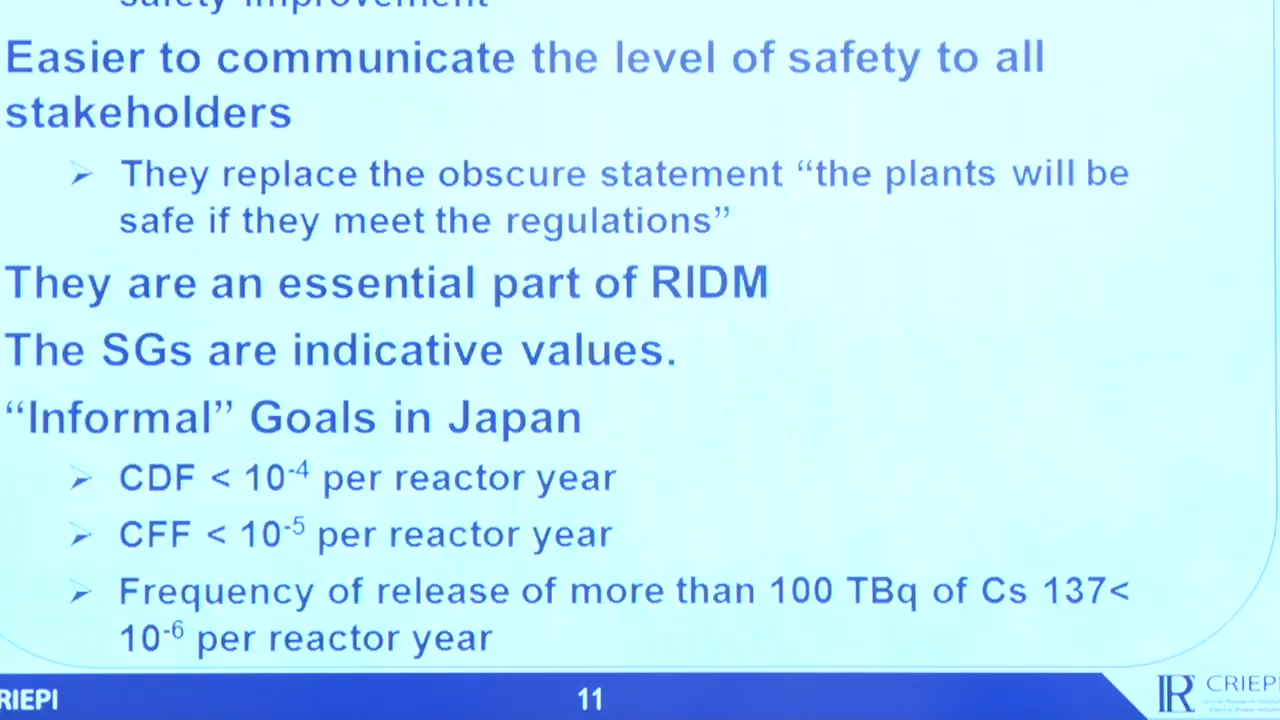 safety improvement
Easier to communicate the level of safety to all
stakeholders
➢ They replace the obscure statement “the plants will be
safe if they meet the regulations”
They are an essential part of RIDM
The SGs are indicative values.
“Informal” Goals in Japan
➢ CDF < 10⁻⁴ per reactor year
➢ CFF < 10⁻⁵ per reactor year
➢ Frequency of release of more than 100 TBq of Cs 137<
10⁻⁶ per reactor year
RIEPI
11
CRIEPI